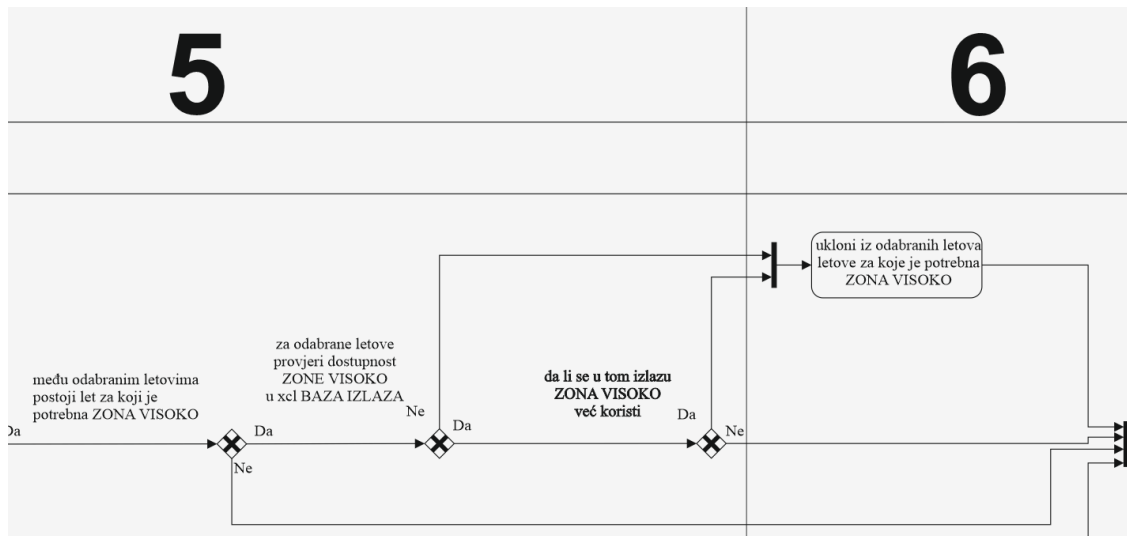 5
6
ukloni iz odabranih letova
letove za koje je potrebna
ZONA VISOKO
za odabrane letove
provjeri dostupnost
ZONE VISOKO
u xcl BAZA IZLAZA
među odabranim letovima
postoji let za koji je
potrebna ZONA VISOKO
da li se u tom izlazu
ZONA VISOKO
već koristi
Da
Da
Ne
Ne
Da
Da
Ne